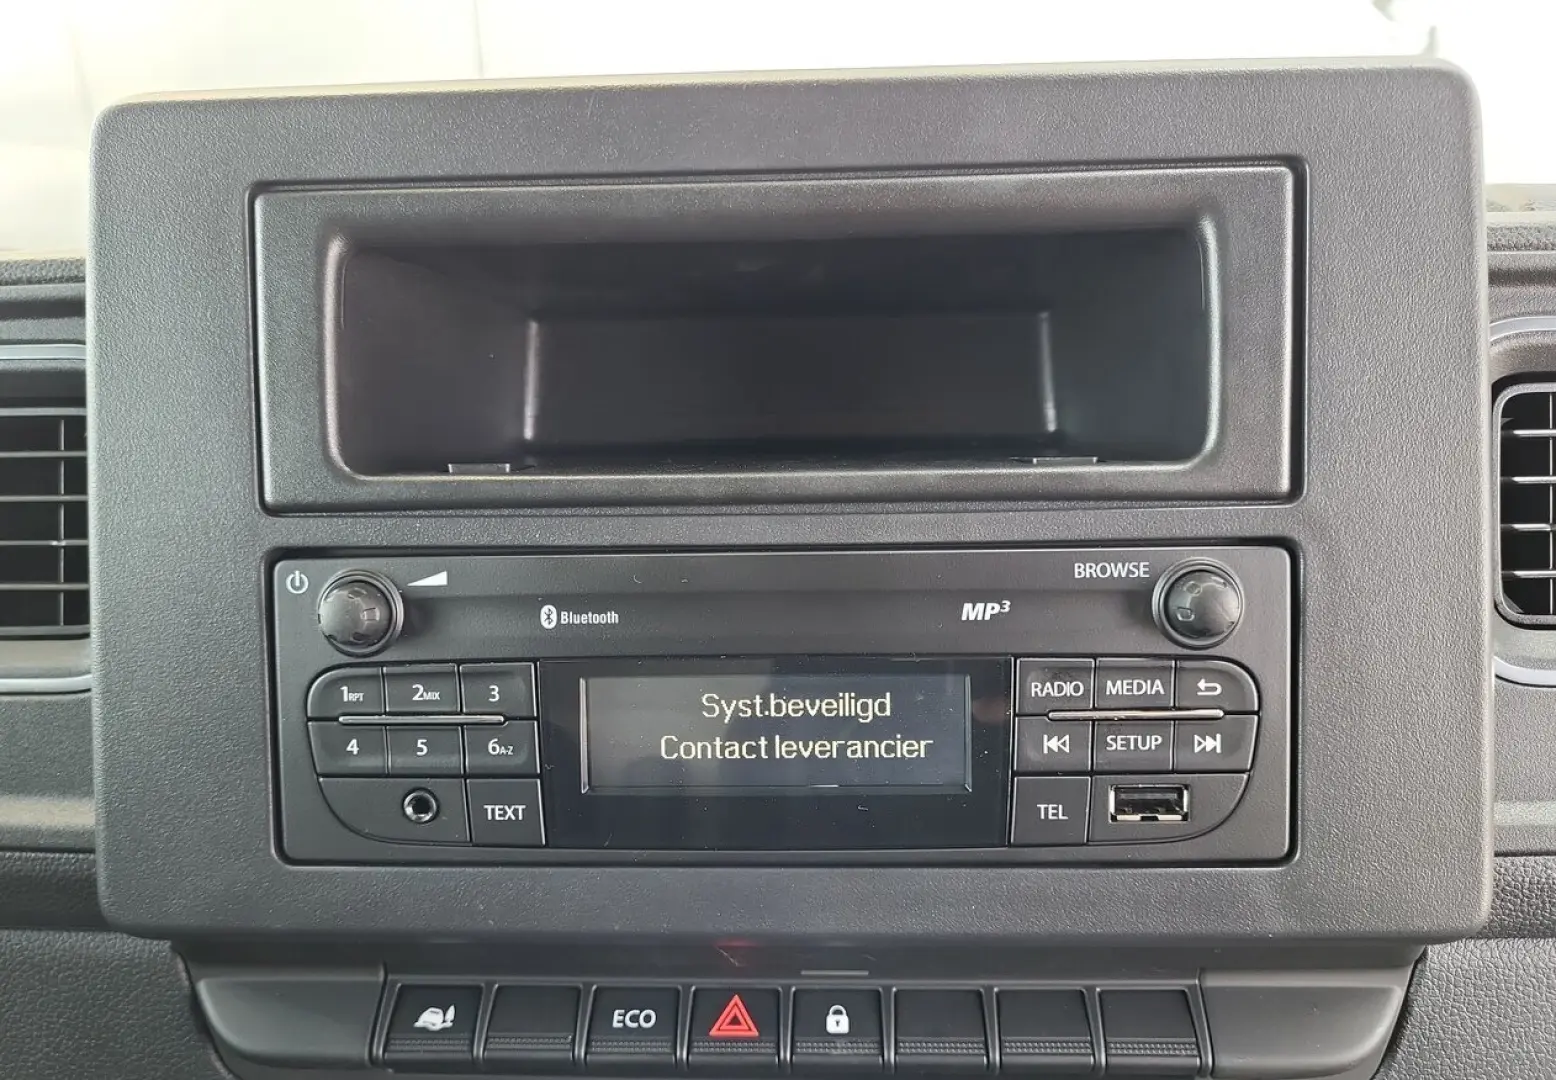 BROWSE
Bluetooth
MP³
1RPT 2MIX 3
RADIO MEDIA
Syst.beveiligd
4 5 6A-Z
Contact leverancier
SETUP
TEXT
TEL
ECO